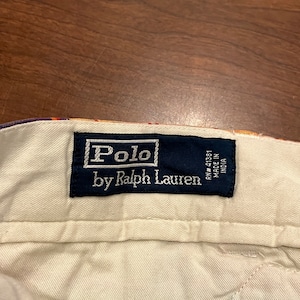 Polo
by Ralph Lauren
RN# 41381
MADE IN
INDIA